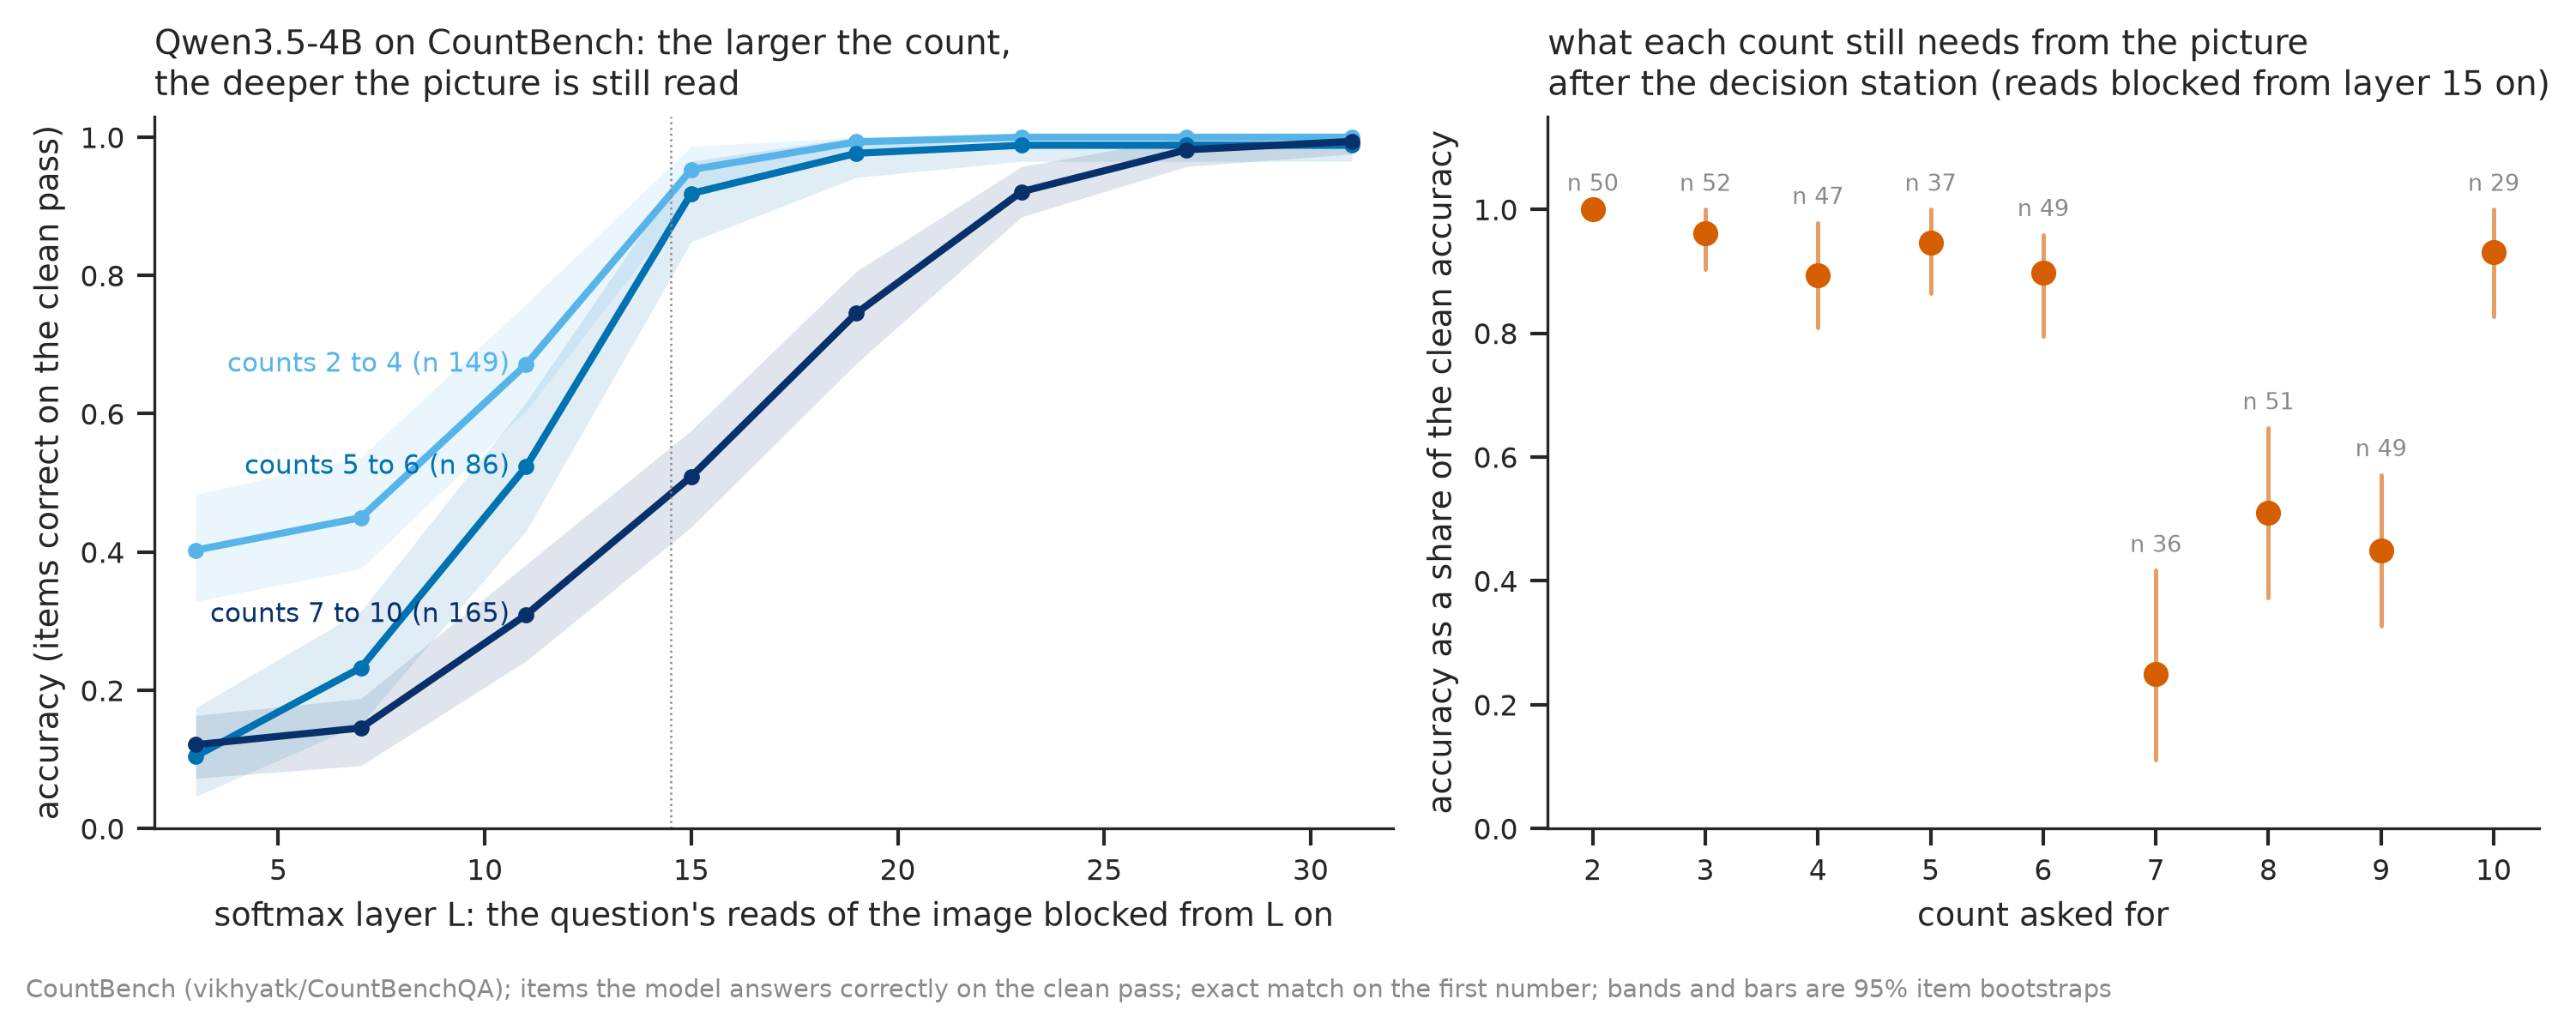 Qwen3.5-4B on CountBench: the larger the count,
the deeper the picture is still read
accuracy (items correct on the clean pass)
1.0
0.8
0.6
0.4
0.2
0.0
counts 2 to 4 (n 149)
counts 5 to 6 (n 86)
counts 7 to 10 (n 165)
5
10
15
20
25
30
softmax layer L: the question's reads of the image blocked from L on
what each count still needs from the picture
after the decision station (reads blocked from layer 15 on)
accuracy as a share of the clean accuracy
1.0
0.8
0.6
0.4
0.2
0.0
n 50
n 52
n 47
n 37
n 49
n 36
n 51
n 49
n 29
2
3
4
5
6
7
8
9
10
count asked for
CountBench (vikhyatk/CountBenchQA); items the model answers correctly on the clean pass; exact match on the first number; bands and bars are 95% item bootstraps